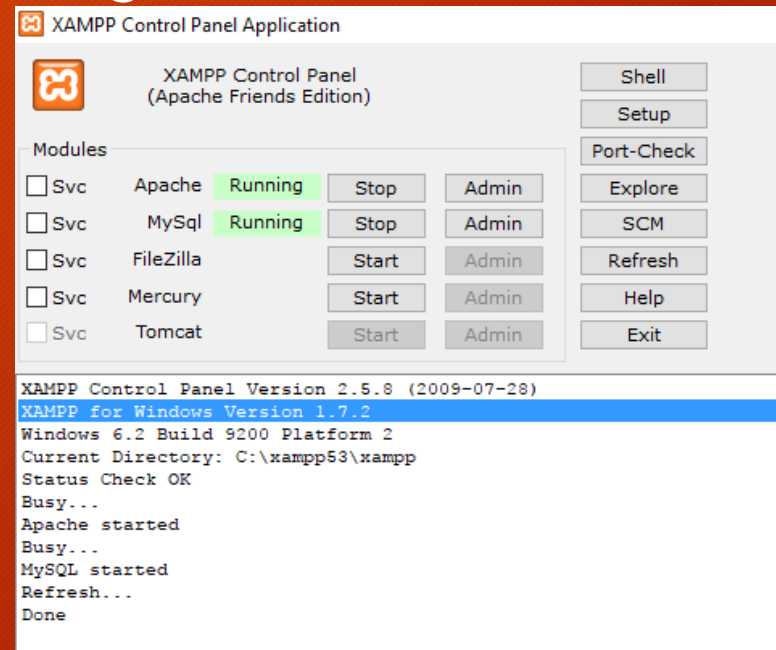 XAMPP Control Panel Application
XAMPP Control Panel
(Apache Friends Edition)
Shell
Setup
Modules
Port-Check
Svc Apache Running Stop Admin Explore
Svc MySql Running Stop Admin SCM
Svc FileZilla Start Admin Refresh
Svc Mercury Start Admin Help
Svc Tomcat Start Admin Exit
XAMPP Control Panel Version 2.5.8 (2009-07-28)
XAMPP for Windows Version 1.7.2
Windows 6.2 Build 9200 Platform 2
Current Directory: C:\xampp53\xampp
Status Check OK
Busy...
Apache started
Busy...
MySQL started
Refresh...
Done